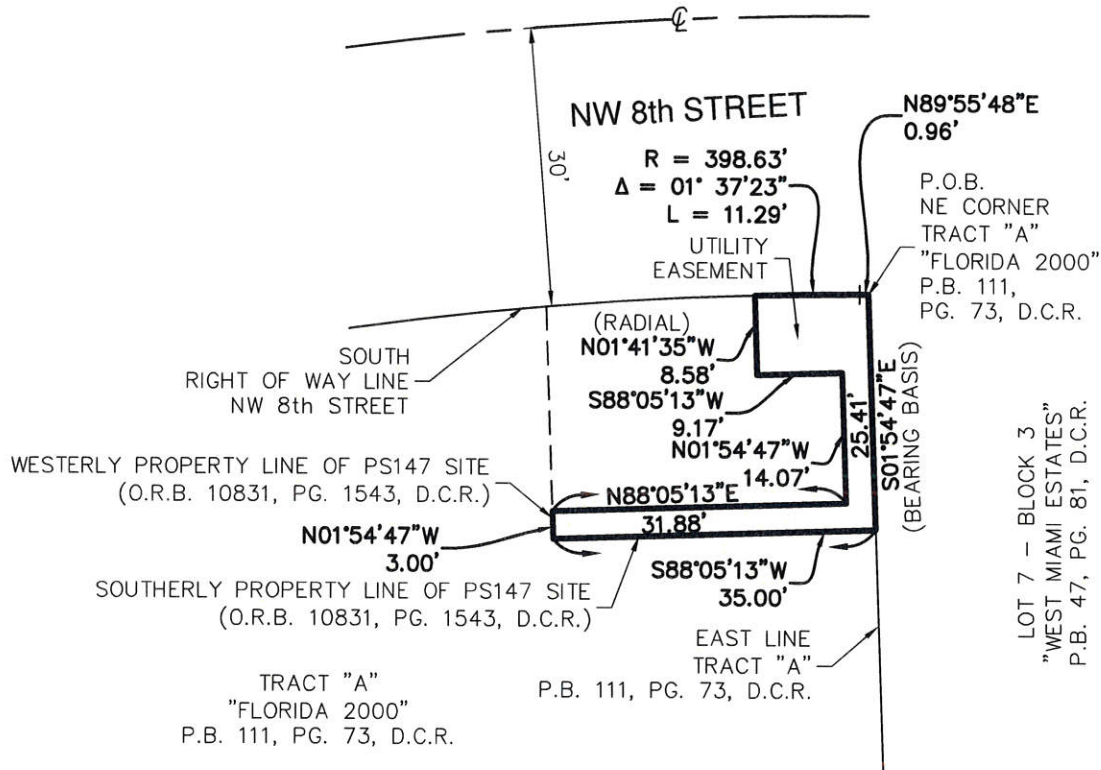 ℄
NW 8th STREET
30'
N89°55'48"E
0.96'
R = 398.63'
Δ = 01° 37'23"
L = 11.29'
UTILITY
EASEMENT
P.O.B.
NE CORNER
TRACT "A"
"FLORIDA 2000"
P.B. 111,
PG. 73, D.C.R.
SOUTH
RIGHT OF WAY LINE
NW 8th STREET
(RADIAL)
N01°41'35"W
8.58'
S88°05'13"W
9.17'
N01°54'47"W
14.07'
25.41'
S01°54'47"E
(BEARING BASIS)
WESTERLY PROPERTY LINE OF PS147 SITE
(O.R.B. 10831, PG. 1543, D.C.R.)
N88°05'13"E
31.88'
N01°54'47"W
3.00'
SOUTHERLY PROPERTY LINE OF PS147 SITE
(O.R.B. 10831, PG. 1543, D.C.R.)
S88°05'13"W
35.00'
EAST LINE
TRACT "A"
P.B. 111, PG. 73, D.C.R.
LOT 7 - BLOCK 3
"WEST MIAMI ESTATES"
P.B. 47, PG. 81, D.C.R.
TRACT "A"
"FLORIDA 2000"
P.B. 111, PG. 73, D.C.R.